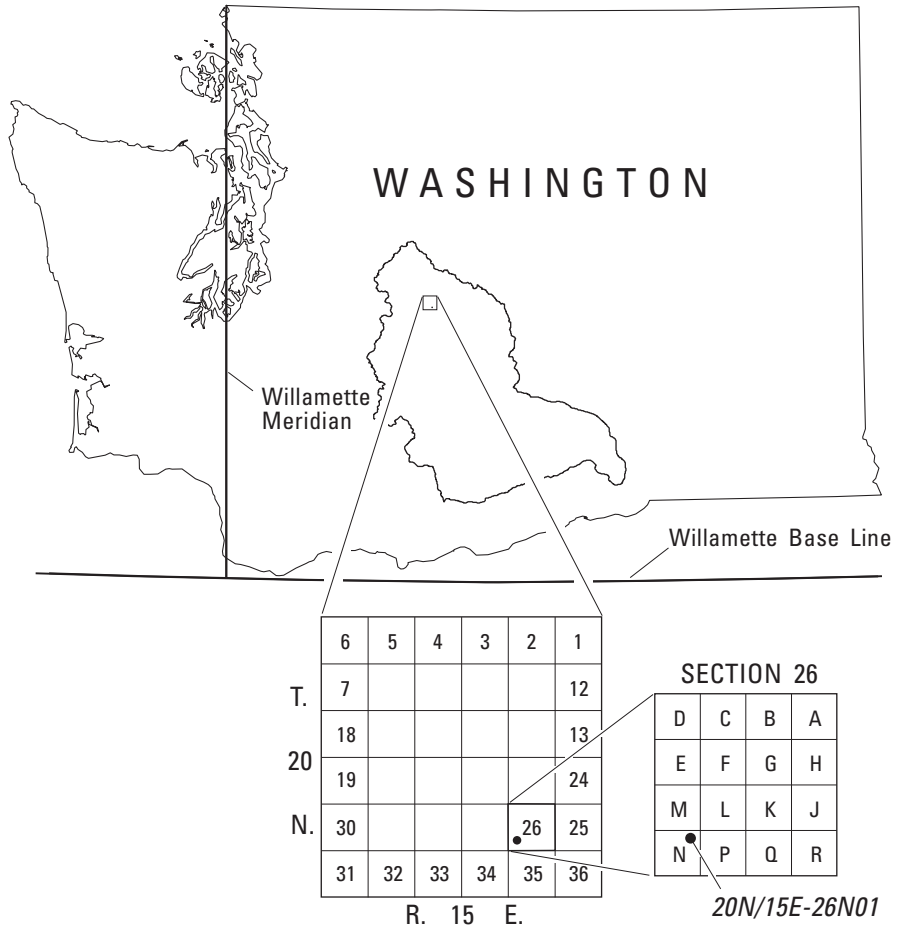 WASHINGTON
Willamette
Meridian
Willamette Base Line
6 5 4 3 2 1
T. 7 12
18 13
20
19 24
N. 30 26 25
31 32 33 34 35 36
R. 15 E.
SECTION 26
D C B A
E F G H
M L K J
N P Q R
20N/15E-26N01